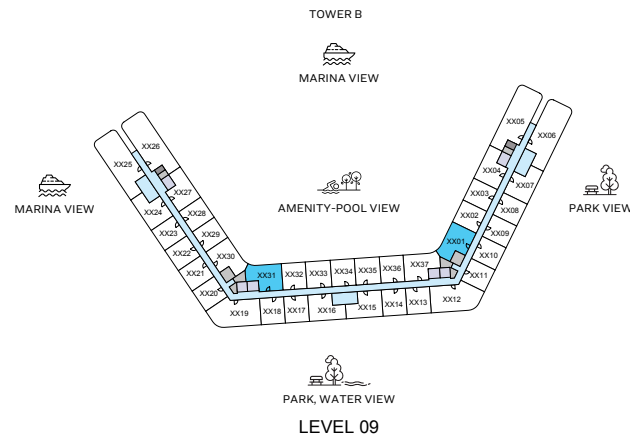 TOWER B
MARINA VIEW
MARINA VIEW
AMENITY-POOL VIEW
PARK VIEW
XX05
XX06
XX26
XX25
XX04
XX07
XX27
XX24
XX03
XX08
XX28
XX23
XX02
XX09
XX29
XX22
XX01
XX10
XX30
XX21
XX31
XX32
XX33
XX34
XX35
XX36
XX37
XX11
XX20
XX19
XX18
XX17
XX16
XX15
XX14
XX13
XX12
PARK, WATER VIEW
LEVEL 09